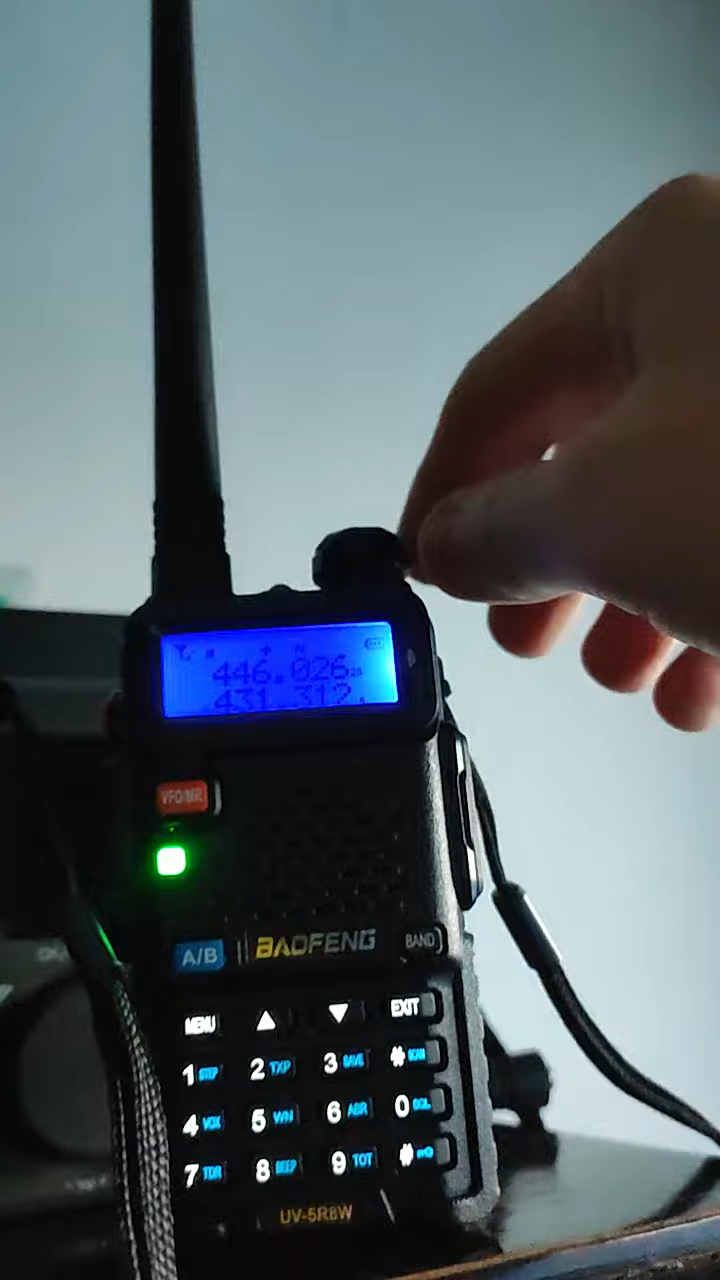 + N
446.026 25
431.312
VFO/MR
A/B BAOFENG BAND
MENU ▲ ▼ EXIT
1 STEP 2 TXP 3 SAVE * SCAN
4 VOX 5 W/N 6 ABR 0 SQL
7 TDR 8 BEEP 9 TOT #
UV-5R8W